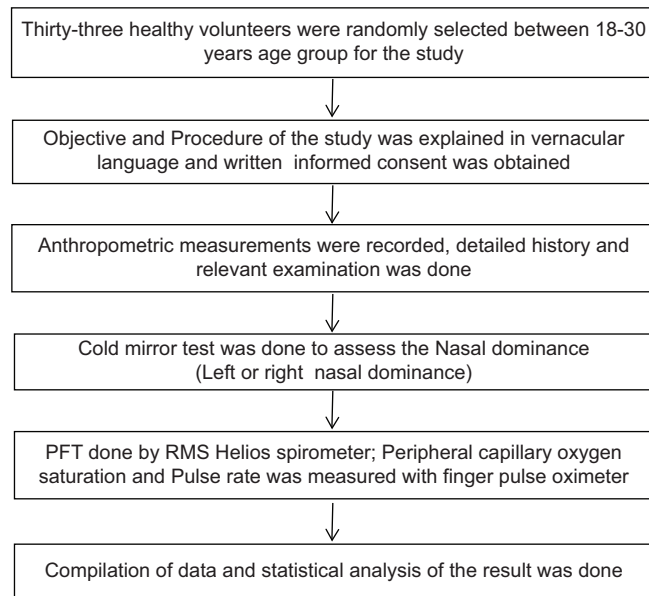 Thirty-three healthy volunteers were randomly selected between 18-30
years age group for the study
Objective and Procedure of the study was explained in vernacular
language and written informed consent was obtained
Anthropometric measurements were recorded, detailed history and
relevant examination was done
Cold mirror test was done to assess the Nasal dominance
(Left or right nasal dominance)
PFT done by RMS Helios spirometer; Peripheral capillary oxygen
saturation and Pulse rate was measured with finger pulse oximeter
Compilation of data and statistical analysis of the result was done